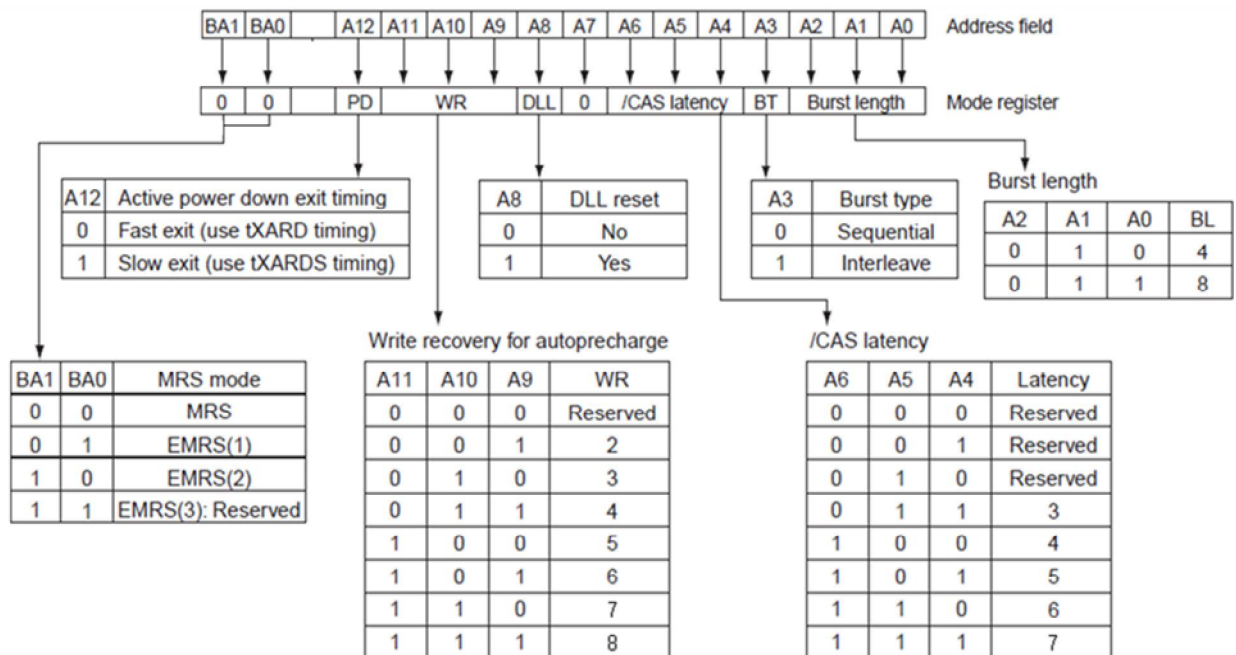 BA1 BA0 A12 A11 A10 A9 A8 A7 A6 A5 A4 A3 A2 A1 A0 Address field
0 0 PD WR DLL 0 /CAS latency BT Burst length Mode register
A12 Active power down exit timing
0 Fast exit (use tXARD timing)
1 Slow exit (use tXARDS timing)
A8 DLL reset
0 No
1 Yes
A3 Burst type
0 Sequential
1 Interleave
Burst length
A2 A1 A0 BL
0 1 0 4
0 1 1 8
BA1 BA0 MRS mode
0 0 MRS
0 1 EMRS(1)
1 0 EMRS(2)
1 1 EMRS(3): Reserved
Write recovery for autoprecharge
A11 A10 A9 WR
0 0 0 Reserved
0 0 1 2
0 1 0 3
0 1 1 4
1 0 0 5
1 0 1 6
1 1 0 7
1 1 1 8
/CAS latency
A6 A5 A4 Latency
0 0 0 Reserved
0 0 1 Reserved
0 1 0 Reserved
0 1 1 3
1 0 0 4
1 0 1 5
1 1 0 6
1 1 1 7